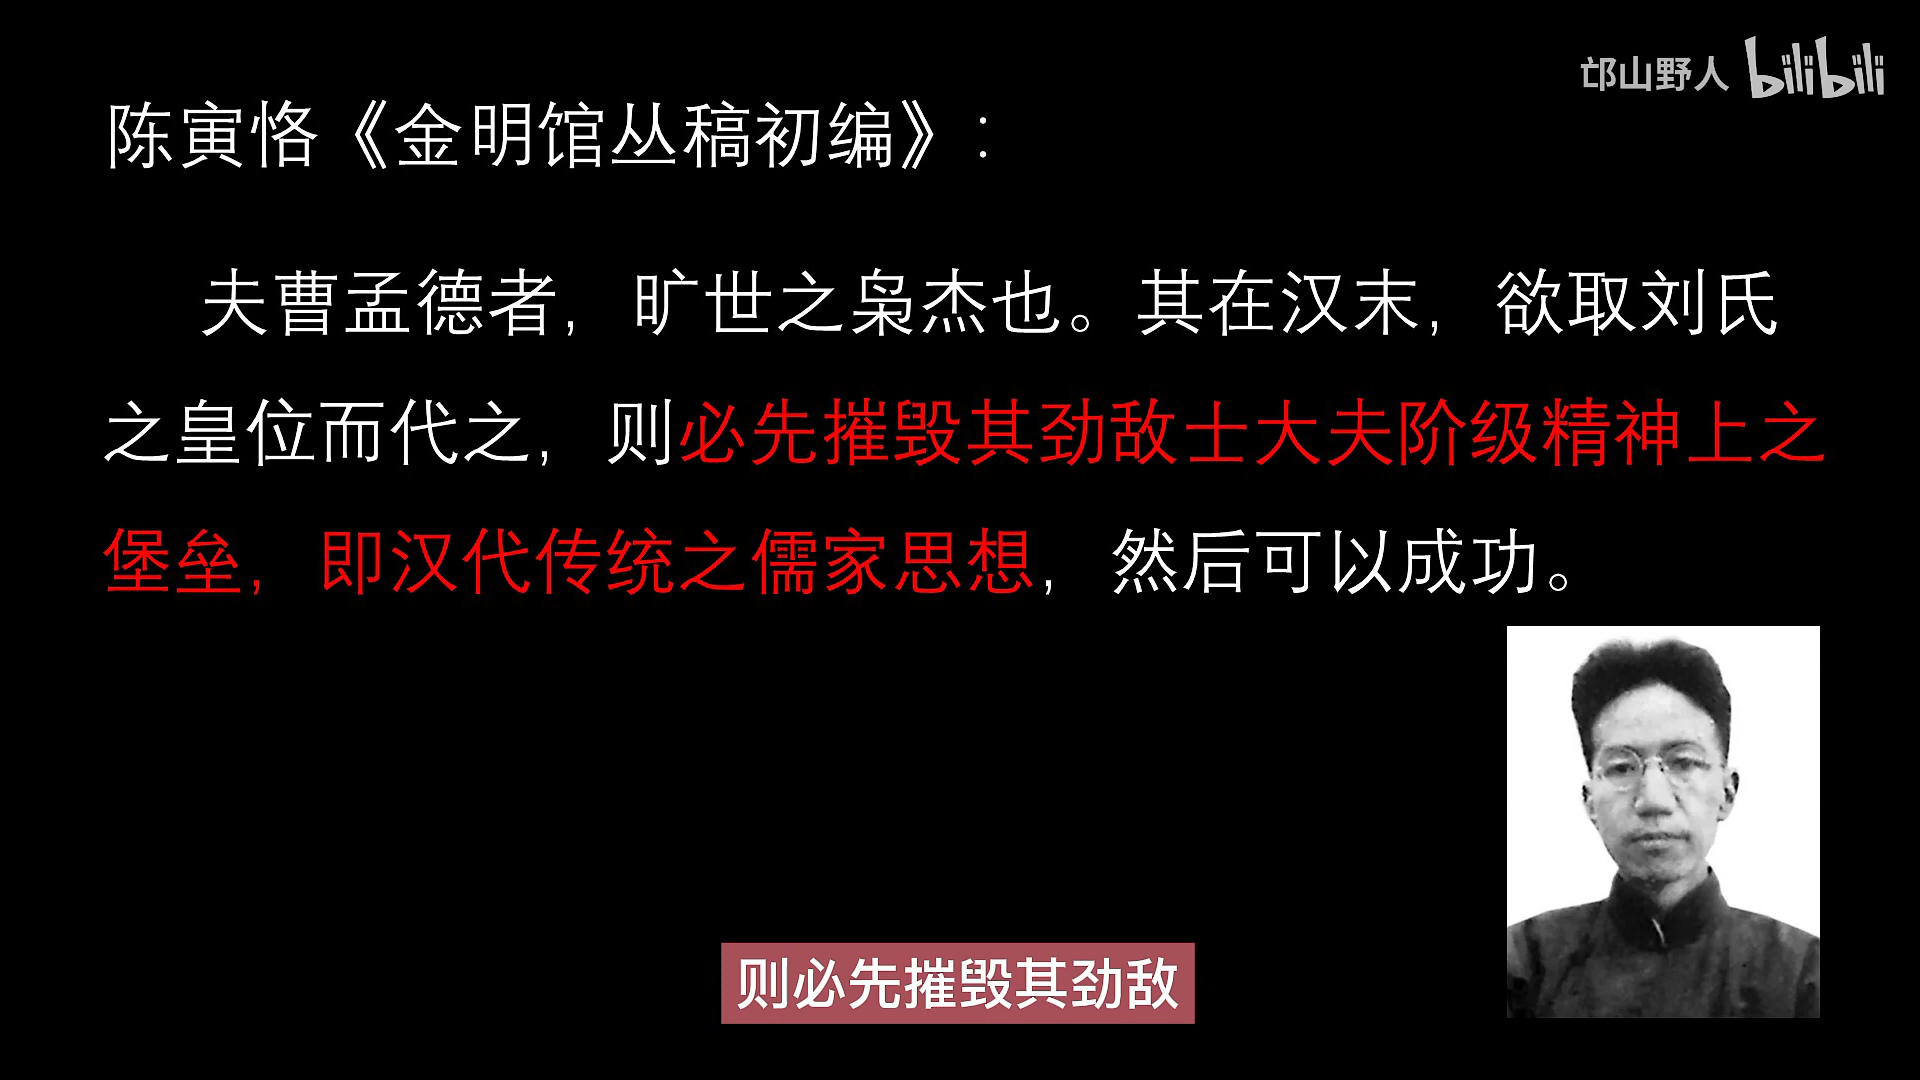 邙山野人 bilibili
陈寅恪《金明馆丛稿初编》：
夫曹孟德者，旷世之枭杰也。其在汉末，欲取刘氏
之皇位而代之，则必先摧毁其劲敌士大夫阶级精神上之
堡垒，即汉代传统之儒家思想，然后可以成功。
则必先摧毁其劲敌